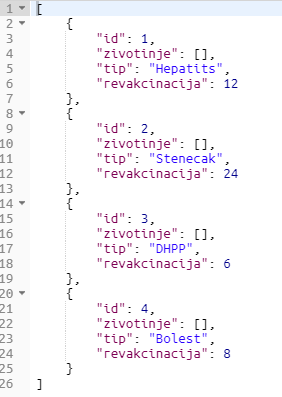 1 [
2 {
3 "id": 1,
4 "zivotinje": [],
5 "tip": "Hepatits",
6 "revakcinacija": 12
7 },
8 {
9 "id": 2,
10 "zivotinje": [],
11 "tip": "Stenecak",
12 "revakcinacija": 24
13 },
14 {
15 "id": 3,
16 "zivotinje": [],
17 "tip": "DHPP",
18 "revakcinacija": 6
19 },
20 {
21 "id": 4,
22 "zivotinje": [],
23 "tip": "Bolest",
24 "revakcinacija": 8
25 }
26 ]